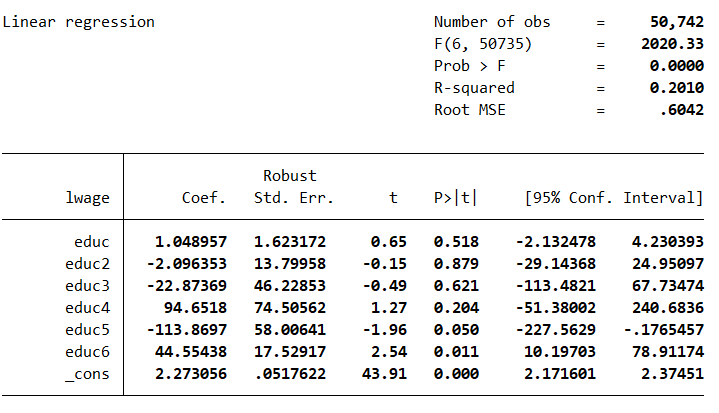 Linear regression Number of obs = 50,742
F(6, 50735) = 2020.33
Prob > F = 0.0000
R-squared = 0.2010
Root MSE = .6042
Robust
lwage Coef. Std. Err. t P>|t| [95% Conf. Interval]
educ 1.048957 1.623172 0.65 0.518 -2.132478 4.230393
educ2 -2.096353 13.79958 -0.15 0.879 -29.14368 24.95097
educ3 -22.87369 46.22853 -0.49 0.621 -113.4821 67.73474
educ4 94.6518 74.50562 1.27 0.204 -51.38002 240.6836
educ5 -113.8697 58.00641 -1.96 0.050 -227.5629 -.1765457
educ6 44.55438 17.52917 2.54 0.011 10.19703 78.91174
_cons 2.273056 .0517622 43.91 0.000 2.171601 2.37451